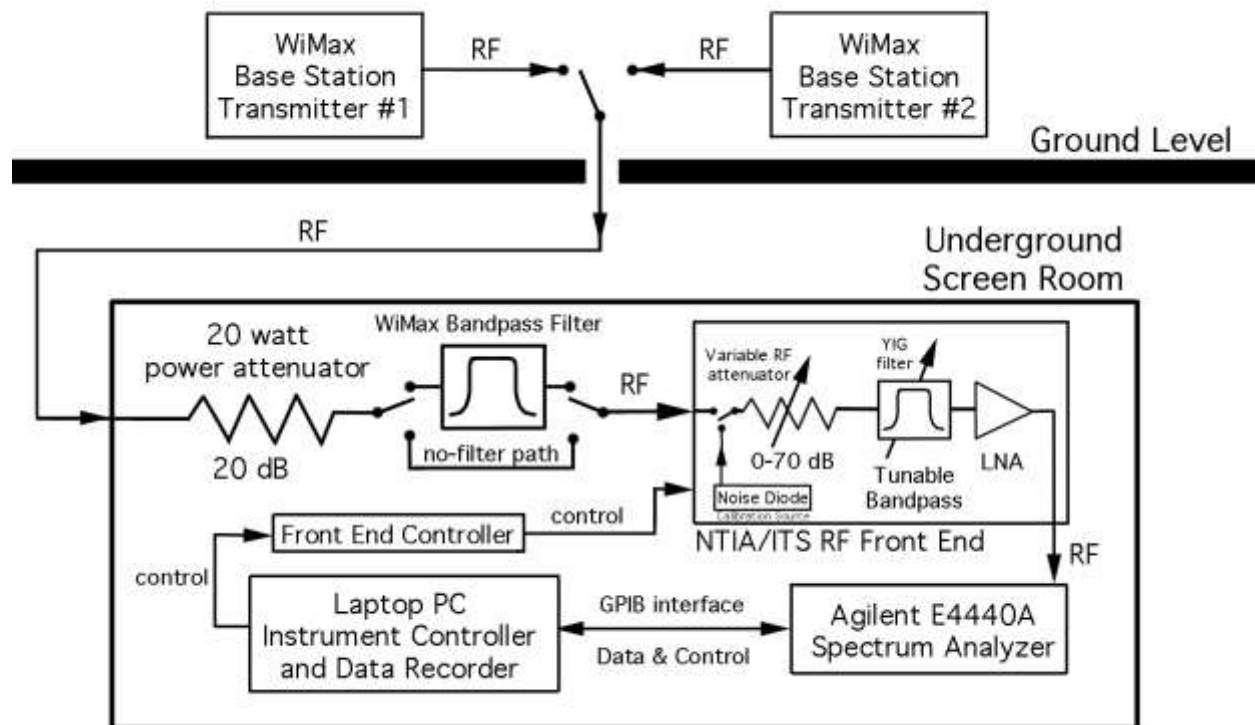 WiMax
Base Station
Transmitter #1
RF
RF
WiMax
Base Station
Transmitter #2
Ground Level
RF
Underground
Screen Room
20 watt
power attenuator
20 dB
WiMax Bandpass Filter
no-filter path
RF
Variable RF
attenuator
0-70 dB
YIG
filter
Tunable
Bandpass
LNA
Noise Diode
Calibration Source
NTIA/ITS RF Front End
RF
Front End Controller
control
control
Laptop PC
Instrument Controller
and Data Recorder
GPIB interface
Data & Control
Agilent E4440A
Spectrum Analyzer